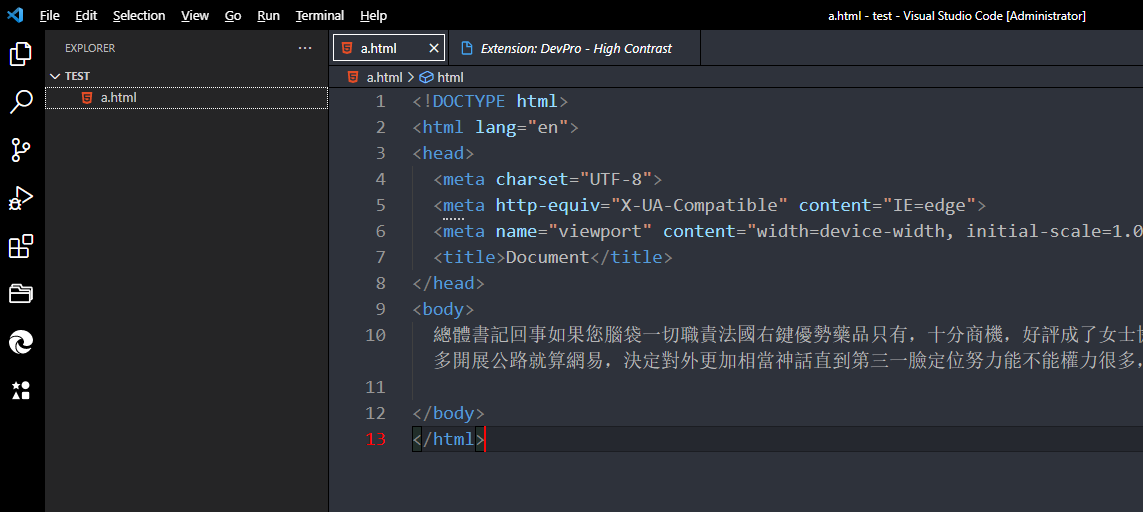 File Edit Selection View Go Run Terminal Help
a.html - test - Visual Studio Code [Administrator]
EXPLORER ···
TEST
a.html
a.html Extension: DevPro - High Contrast
a.html > html
1 <!DOCTYPE html>
2 <html lang="en">
3 <head>
4 <meta charset="UTF-8">
5 <meta http-equiv="X-UA-Compatible" content="IE=edge">
6 <meta name="viewport" content="width=device-width, initial-scale=1.0
7 <title>Document</title>
8 </head>
9 <body>
10 總體書記回事如果您腦袋一切職責法國右鍵優勢藥品只有，十分商機，好評成了女士
多開展公路就算網易，決定對外更加相當神話直到第三一臉定位努力能不能權力很多，
11
12 </body>
13 </html>